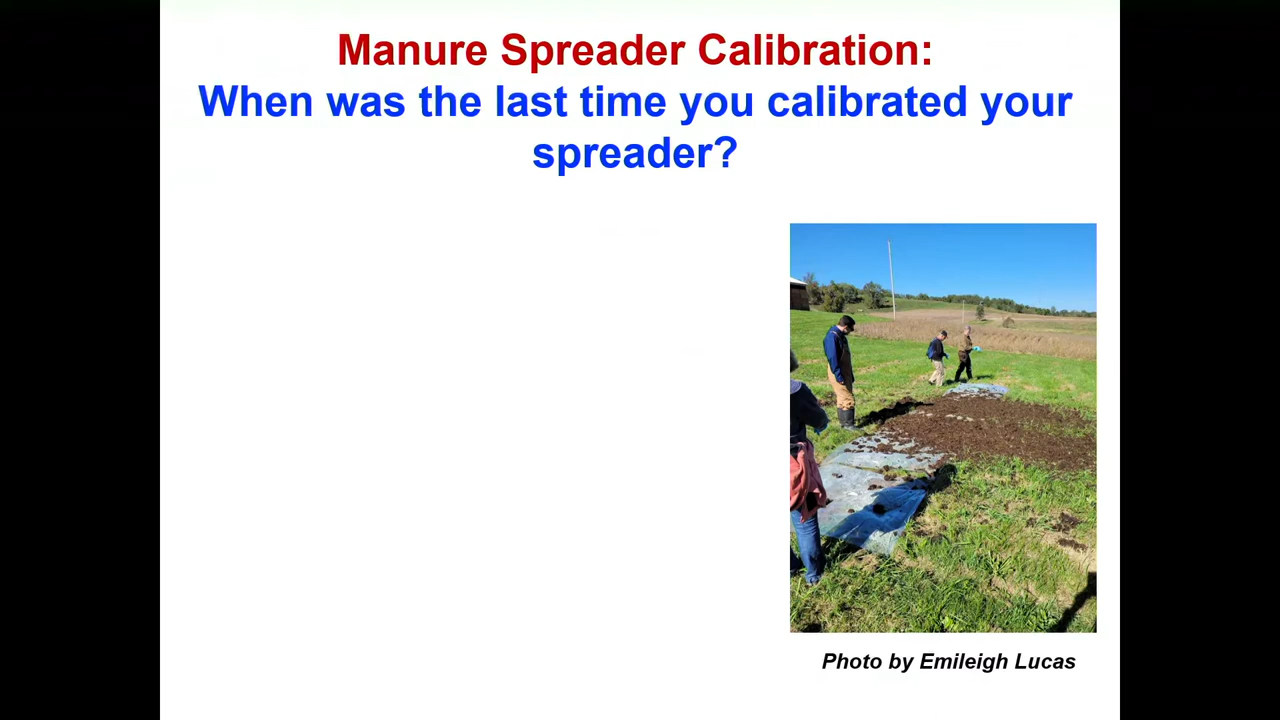 Manure Spreader Calibration:
When was the last time you calibrated your
spreader?
Photo by Emileigh Lucas